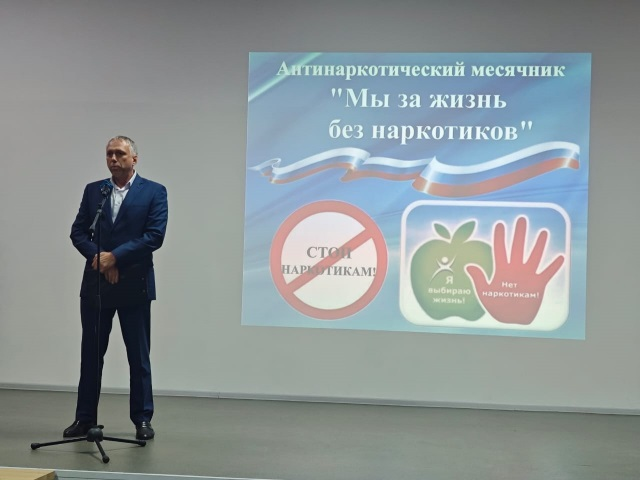 Антинаркотический месячник
"Мы за жизнь
без наркотиков"
СТОП
НАРКОТИКАМ!
Я
выбираю
жизнь!
Нет
наркотикам!